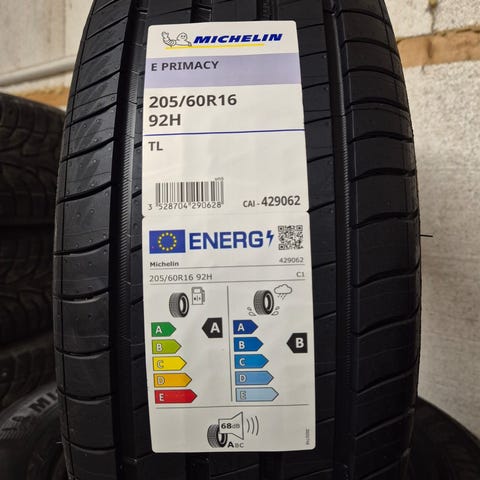 MICHELIN
E PRIMACY
205/60R16
92H
TL
3 528704 290628
CAI - 429062
ENERG
Michelin 429062
205/60R16 92H C1
A A A B
B B
C C
D D
E E
68dB
ABC